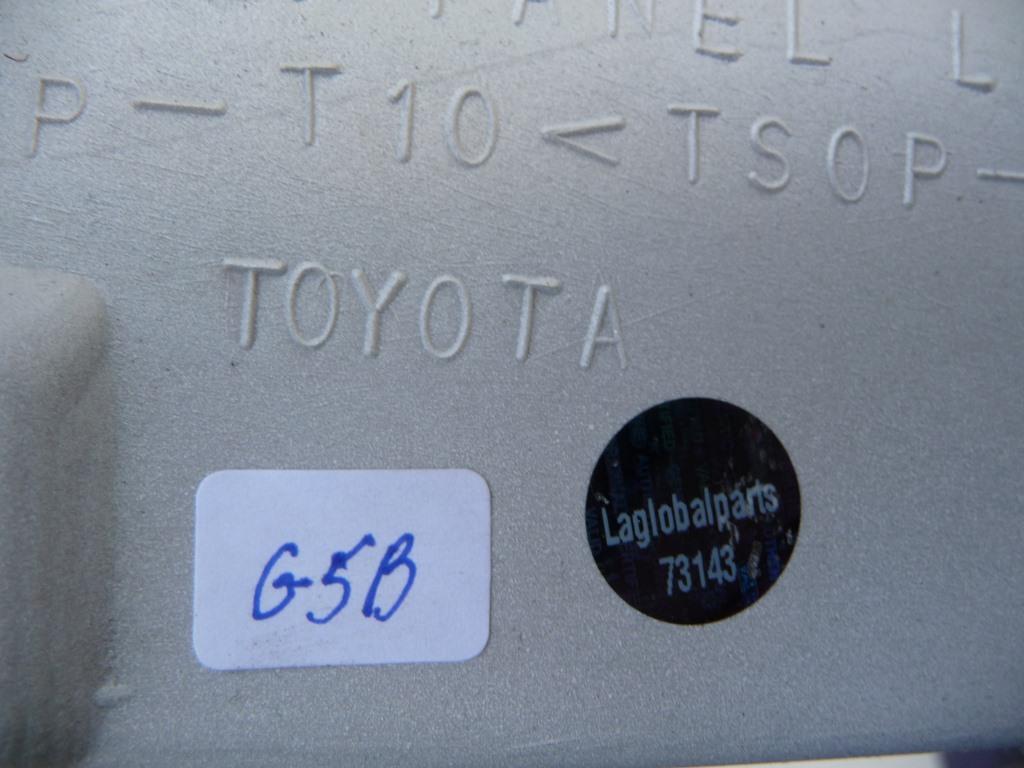 PANEL L
P-T10<TSOP-
TOYOTA
G5B
Laglobalparts
73143